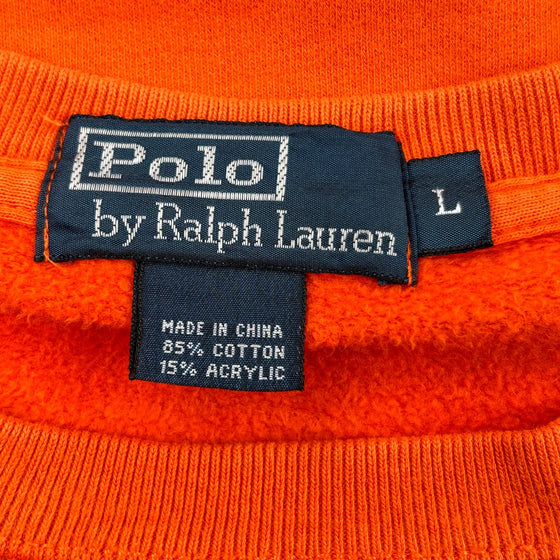 Polo
by Ralph Lauren
L
MADE IN CHINA
85% COTTON
15% ACRYLIC